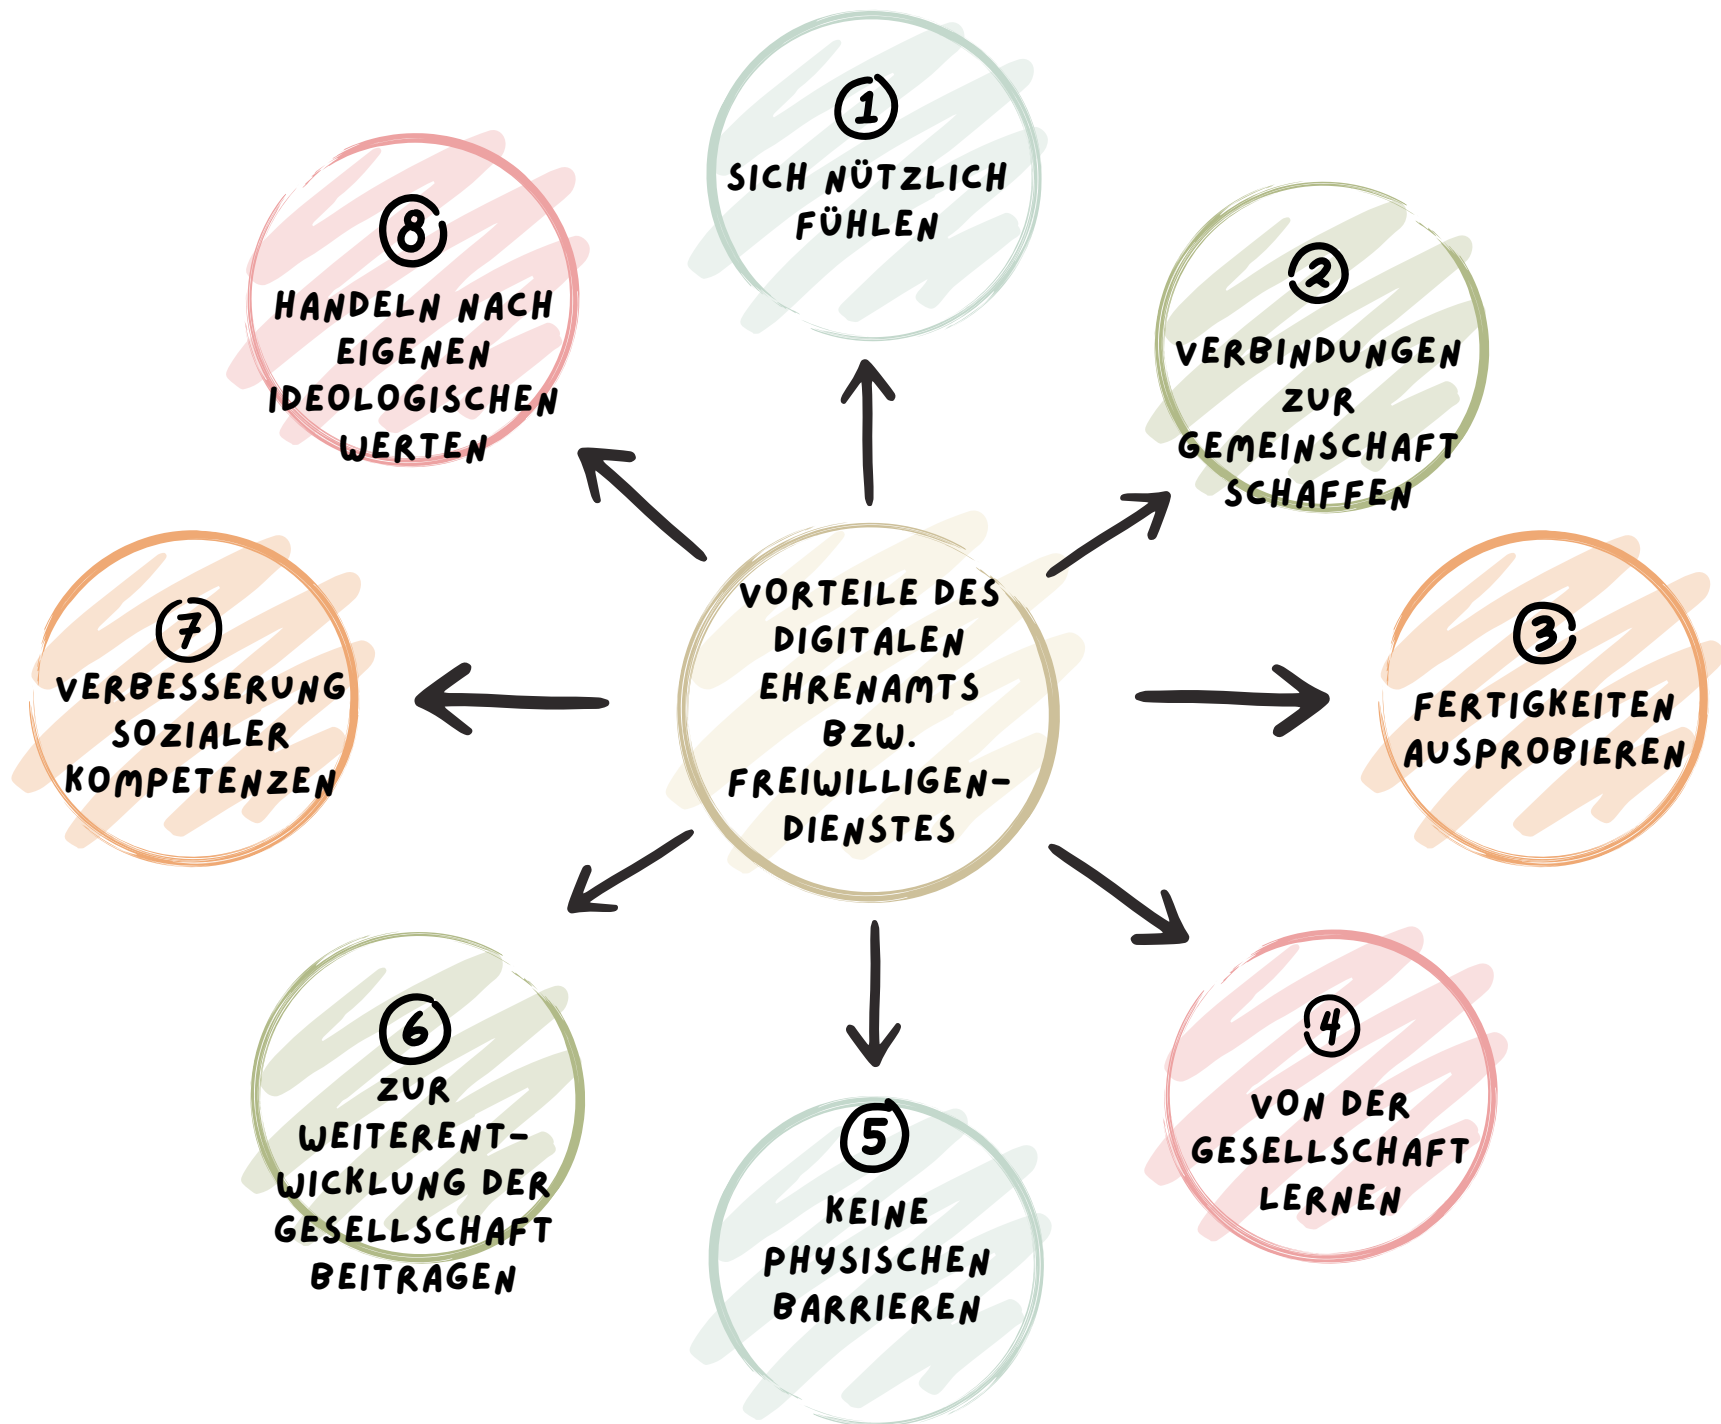 1
SICH NÜTZLICH
FÜHLEN
2
VERBINDUNGEN
ZUR
GEMEINSCHAFT
SCHAFFEN
3
FERTIGKEITEN
AUSPROBIEREN
4
VON DER
GESELLSCHAFT
LERNEN
5
KEINE
PHYSISCHEN
BARRIEREN
6
ZUR
WEITERENT-
WICKLUNG DER
GESELLSCHAFT
BEITRAGEN
7
VERBESSERUNG
SOZIALER
KOMPETENZEN
8
HANDELN NACH
EIGENEN
IDEOLOGISCHEN
WERTEN
VORTEILE DES
DIGITALEN
EHRENAMTS
BZW.
FREIWILLIGEN-
DIENSTES